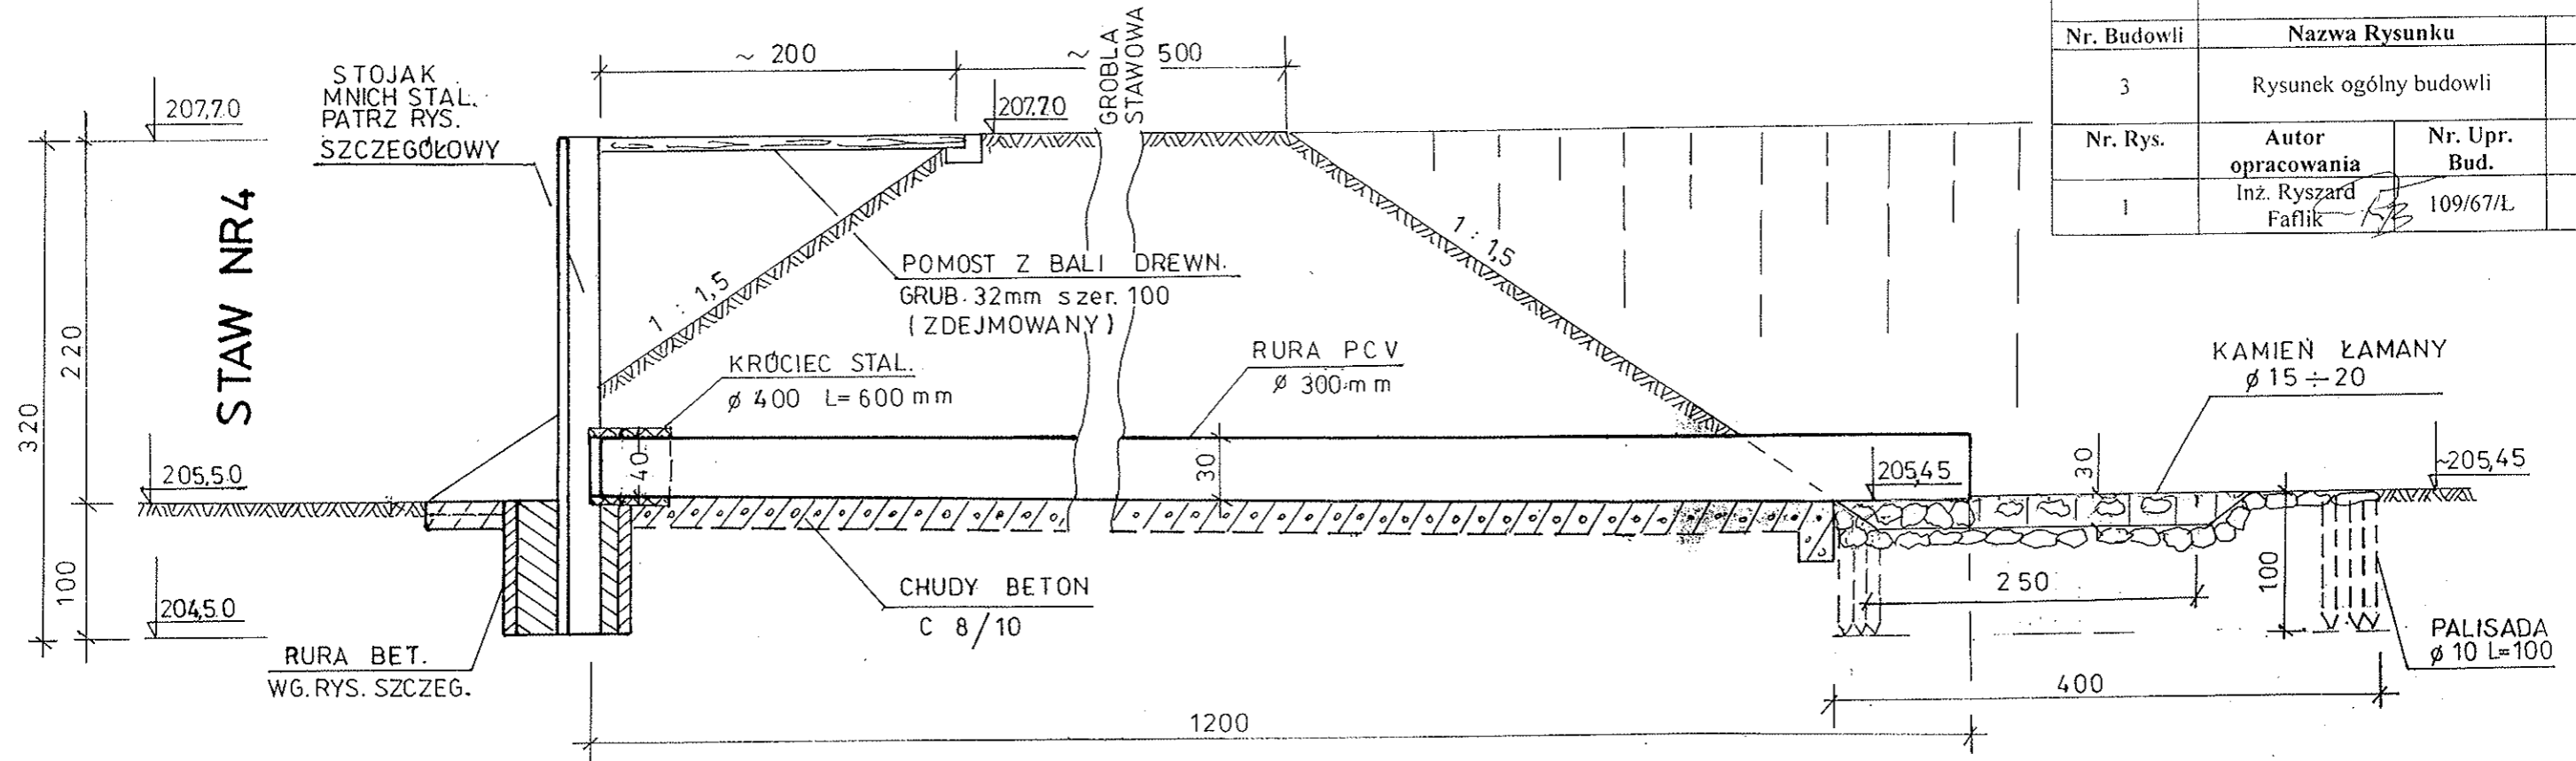 ~ 200
~ 500
GROBLA
STAWOWA
STOJAK
MNICH STAL.
PATRZ RYS.
SZCZEGÓŁOWY
207,70
207,70
Nr. Budowli
Nazwa Rysunku
3
Rysunek ogólny budowli
Nr. Rys.
Autor
opracowania
Nr. Upr.
Bud.
1
Inż. Ryszard
Faflik
109/67/Ł
STAW NR4
320
220
100
1 : 1,5
POMOST Z BALI DREWN.
GRUB. 32mm szer. 100
(ZDEJMOWANY)
1 : 1,5
KRÓCIEC STAL.
ø 400 L= 600 mm
RURA PCV
ø 300 mm
KAMIEŃ ŁAMANY
ø 15 ÷ 20
205,50
40
30
205,45
30
~205,45
204,50
RURA BET.
WG. RYS. SZCZEG.
CHUDY BETON
C 8/10
250
100
PALISADA
ø 10 L=100
400
1200